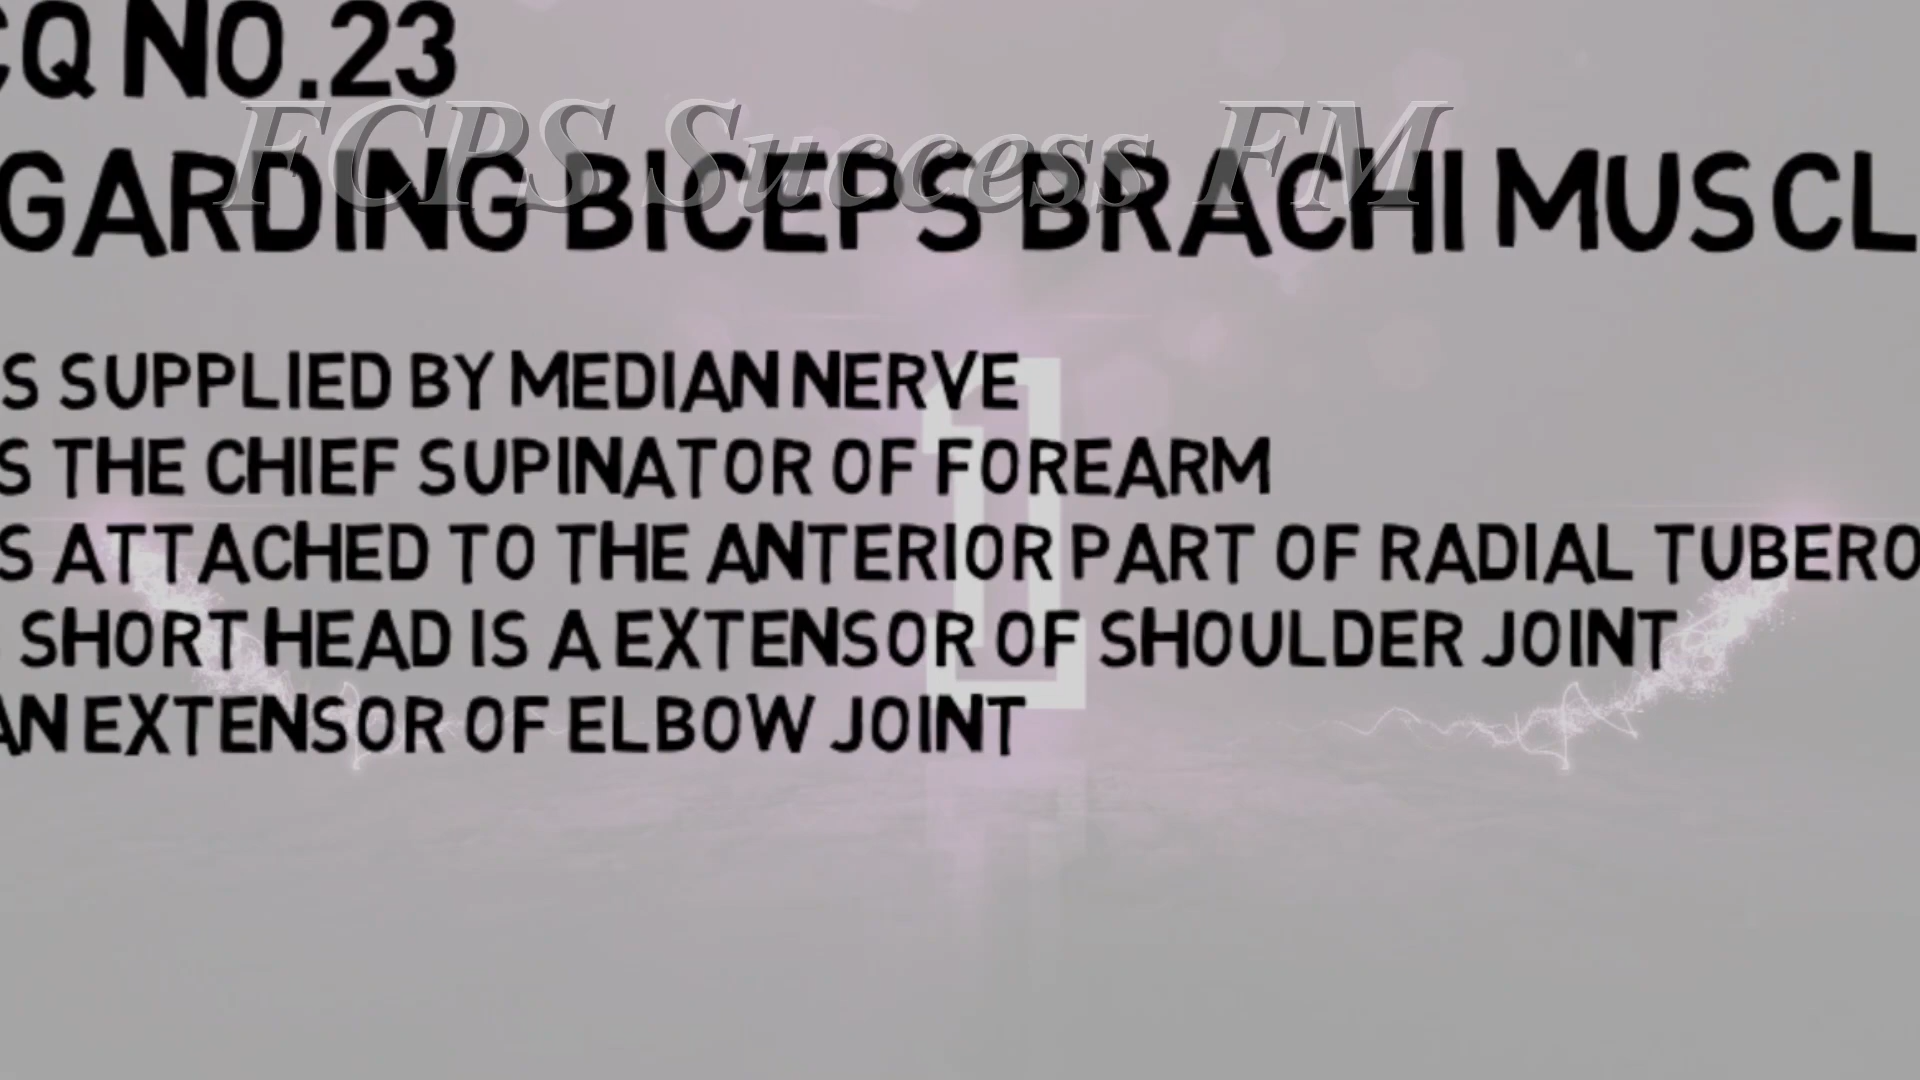 CQ NO.23
FCPS Success FM
GARDING BICEPS BRACHI MUSCL
S SUPPLIED BY MEDIAN NERVE
S THE CHIEF SUPINATOR OF FOREARM
S ATTACHED TO THE ANTERIOR PART OF RADIAL TUBERO
SHORT HEAD IS A EXTENSOR OF SHOULDER JOINT
AN EXTENSOR OF ELBOW JOINT
1